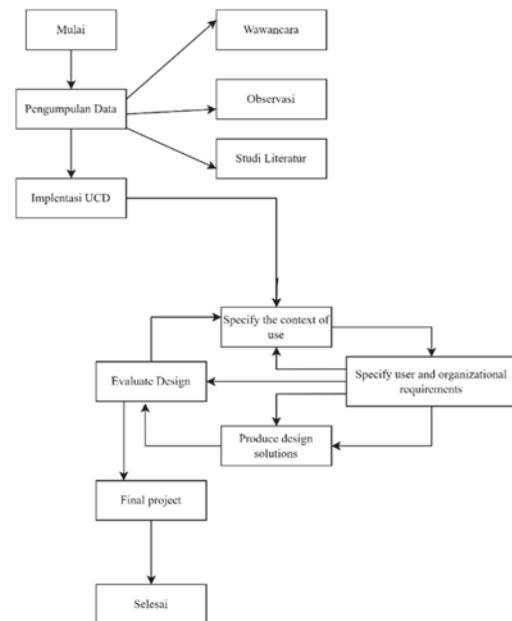 Mulai
Wawancara
Pengumpulan Data
Observasi
Studi Literatur
Implentasi UCD
Specify the context of
use
Evaluate Design
Specify user and organizational
requirements
Produce design
solutions
Final project
Selesai